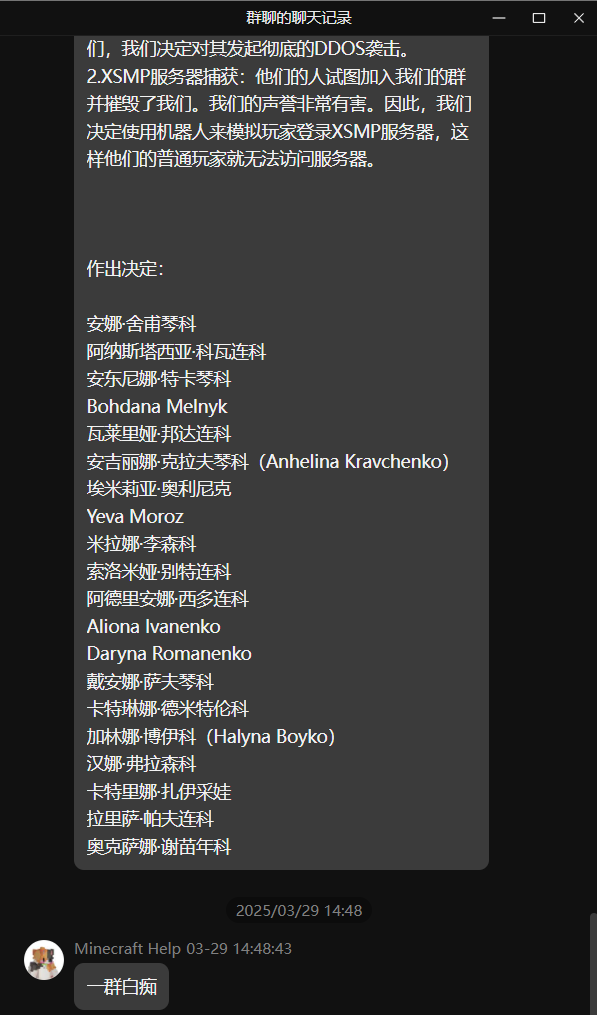 群聊的聊天记录
们，我们决定对其发起彻底的DDOS袭击。
2.XSMP服务器捕获：他们的人试图加入我们的群
并摧毁了我们。我们的声誉非常有害。因此，我们
决定使用机器人来模拟玩家登录XSMP服务器，这
样他们的普通玩家就无法访问服务器。
作出决定：
安娜·舍甫琴科
阿纳斯塔西亚·科瓦连科
安东尼娜·特卡琴科
Bohdana Melnyk
瓦莱里娅·邦达连科
安吉丽娜·克拉夫琴科（Anhelina Kravchenko）
埃米莉亚·奥利尼克
Yeva Moroz
米拉娜·李森科
索洛米娅·别特连科
阿德里安娜·西多连科
Aliona Ivanenko
Daryna Romanenko
戴安娜·萨夫琴科
卡特琳娜·德米特伦科
加林娜·博伊科（Halyna Boyko）
汉娜·弗拉森科
卡特里娜·扎伊采娃
拉里萨·帕夫连科
奥克萨娜·谢苗年科
2025/03/29 14:48
Minecraft Help 03-29 14:48:43
一群白痴